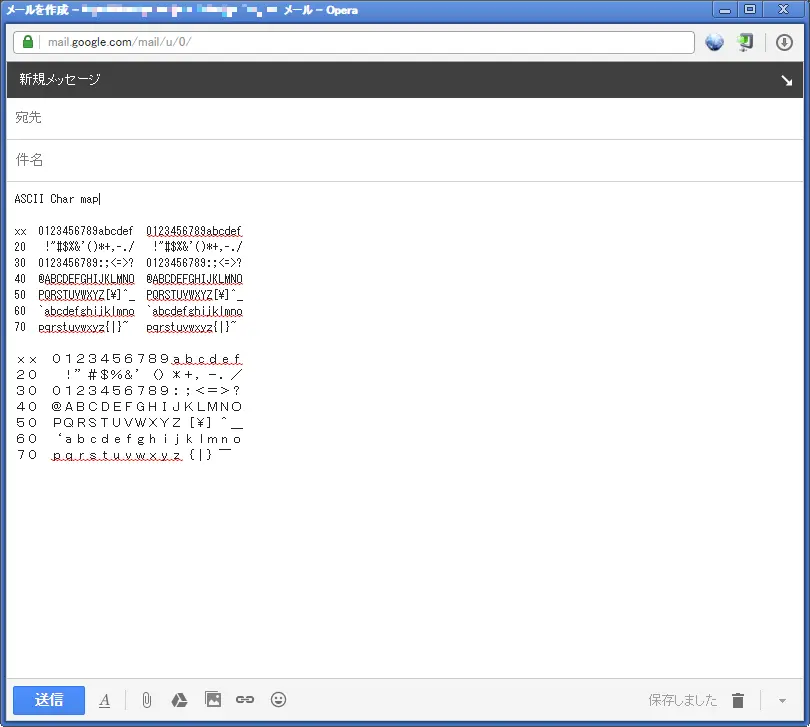 メールを作成 - メール - Opera
mail.google.com/mail/u/0/
新規メッセージ
宛先
件名
ASCII Char map
xx 0123456789abcdef 0123456789abcdef
20  !"#$%&'()*+,-./  !"#$%&'()*+,-./
30 0123456789:;<=>? 0123456789:;<=>?
40 @ABCDEFGHIJKLMNO @ABCDEFGHIJKLMNO
50 PQRSTUVWXYZ[¥]^_ PQRSTUVWXYZ[¥]^_
60 `abcdefghijklmno `abcdefghijklmno
70 pqrstuvwxyz{|}~ pqrstuvwxyz{|}~
xx 0123456789abcdef
20  !”#$%&’()*+,-./
30 0123456789:;<=>?
40 @ABCDEFGHIJKLMNO
50 PQRSTUVWXYZ[¥]^_
60 ‘abcdefghijklmno
70 pqrstuvwxyz{|} ̄
送信
保存しました